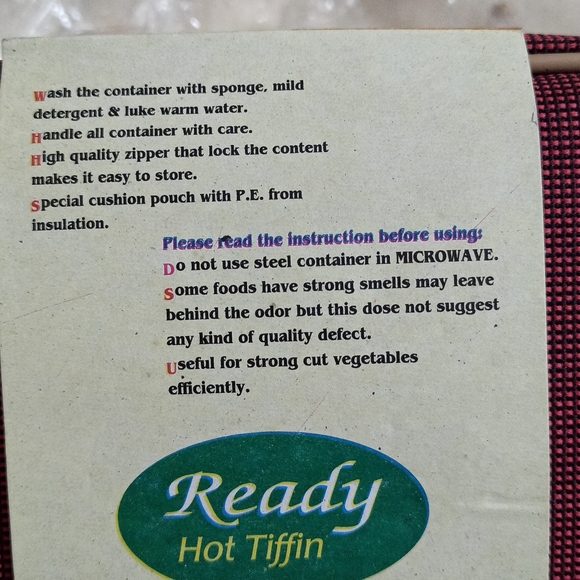 Wash the container with sponge, mild
detergent & luke warm water.
Handle all container with care.
High quality zipper that lock the content
makes it easy to store.
Special cushion pouch with P.E. from
insulation.
Please read the instruction before using:
Do not use steel container in MICROWAVE.
Some foods have strong smells may leave
behind the odor but this dose not suggest
any kind of quality defect.
Useful for strong cut vegetables
efficiently.
Ready
Hot Tiffin